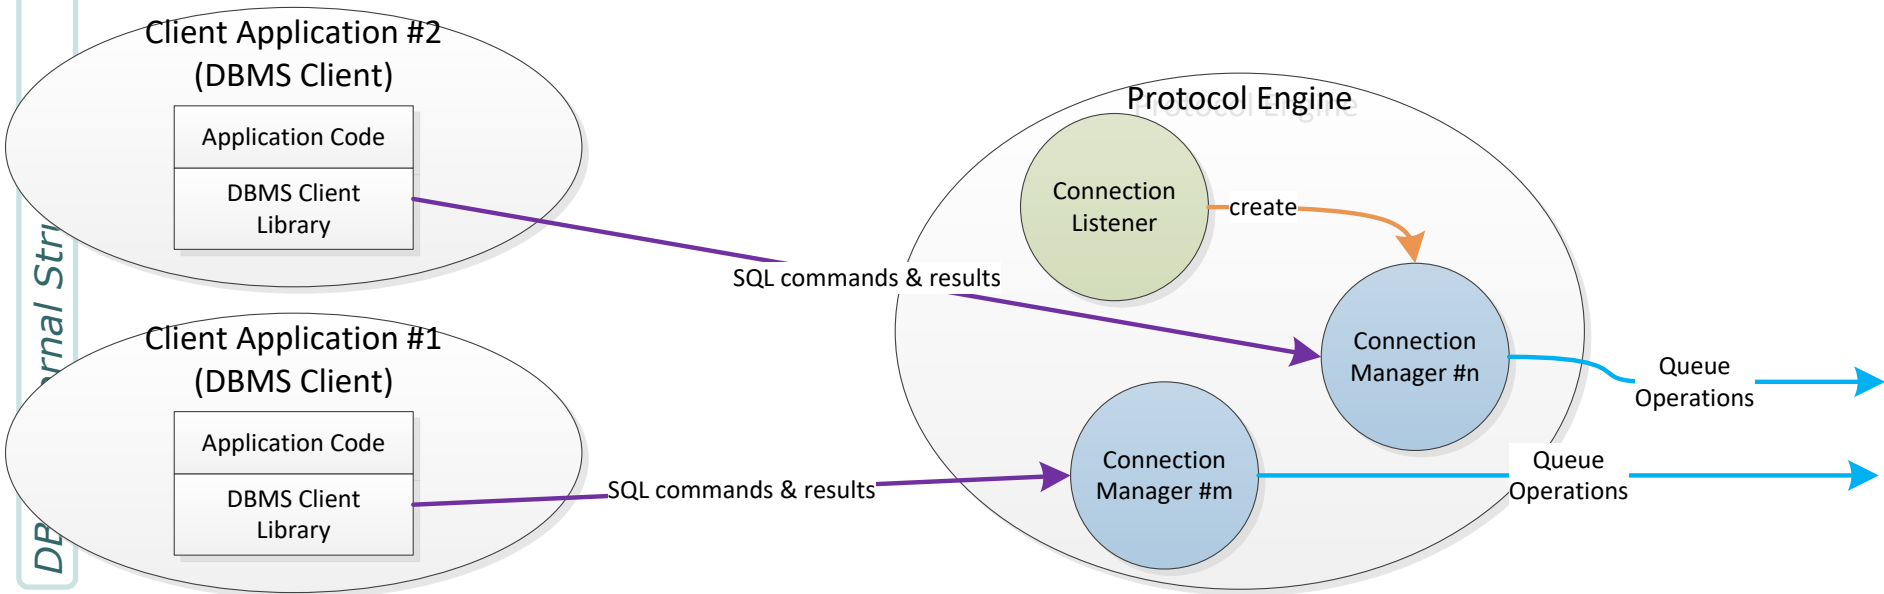 Client Application #2
(DBMS Client)
Application Code
DBMS Client
Library
Client Application #1
(DBMS Client)
Application Code
DBMS Client
Library
SQL commands & results
SQL commands & results
Protocol Engine
Connection
Listener
create
Connection
Manager #n
Connection
Manager #m
Queue
Operations
Queue
Operations